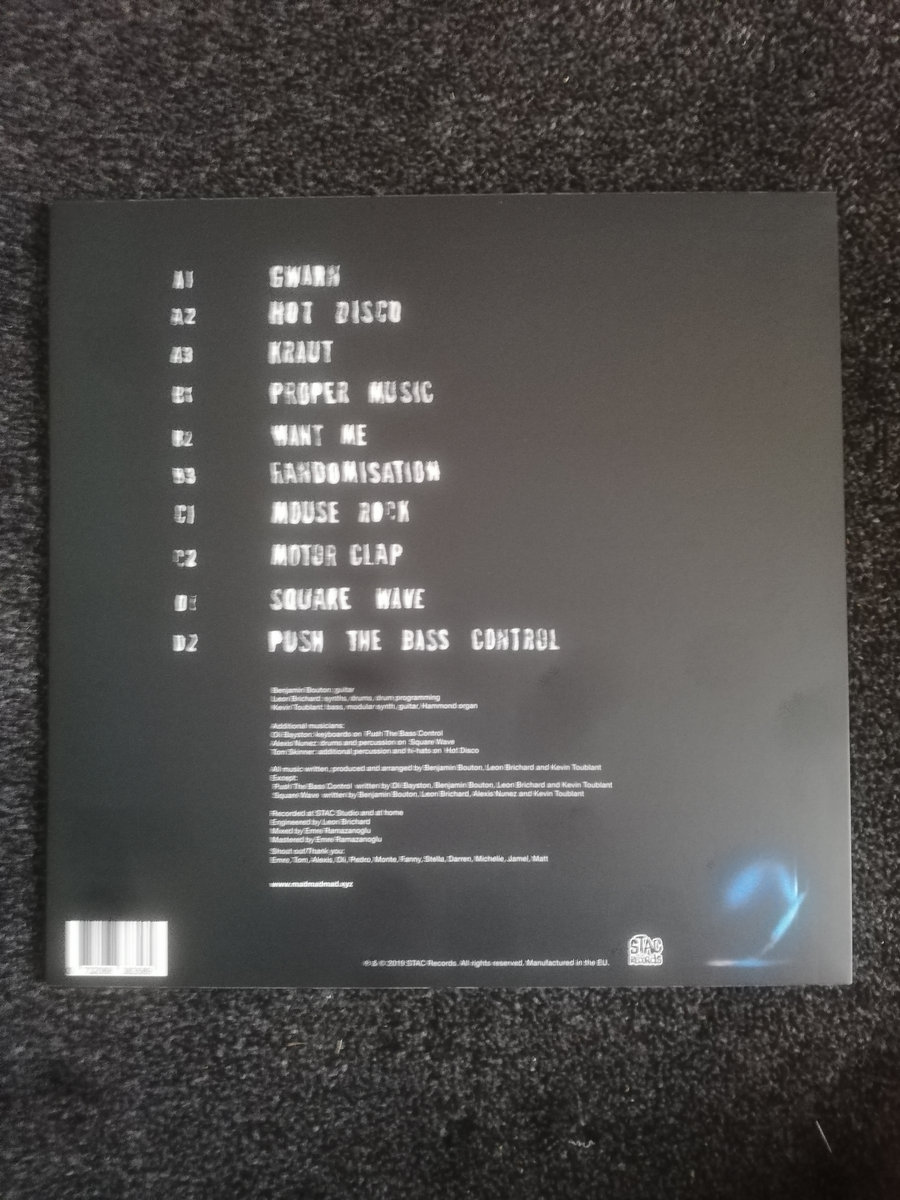 A1 GWARN
A2 HOT DISCO
A3 KRAUT
B1 PROPER MUSIC
B2 WANT ME
B3 RANDOMISATION
C1 MOUSE ROCK
C2 MOTOR CLAP
D1 SQUARE WAVE
D2 PUSH THE BASS CONTROL
Benjamin Bouton: guitar
Leon Brichard: synths, drums, drum programming
Kevin Toublant: bass, modular synth, guitar, Hammond organ
Additional musicians:
Oli Bayston: keyboards on 'Push The Bass Control'
Alexis Nunez: drums and percussion on 'Square Wave'
Tom Skinner: additional percussion and hi-hats on 'Hot Disco'
All music written, produced and arranged by Benjamin Bouton, Leon Brichard and Kevin Toublant
Except:
'Push The Bass Control' written by Oli Bayston, Benjamin Bouton, Leon Brichard and Kevin Toublant
'Square Wave' written by Benjamin Bouton, Leon Brichard, Alexis Nunez and Kevin Toublant
Recorded at STAC Studio and at home
Engineered by Leon Brichard
Mixed by Emre Ramazanoglu
Mastered by Emre Ramazanoglu
Shout out/Thank you:
Emre, Tom, Alexis, Oli, Pedro, Monte, Fanny, Stella, Darren, Michelle, Jamel, Matt
www.madmadmad.xyz
2
STAC
RECORDS
℗ & © 2019 STAC Records. All rights reserved. Manufactured in the EU.